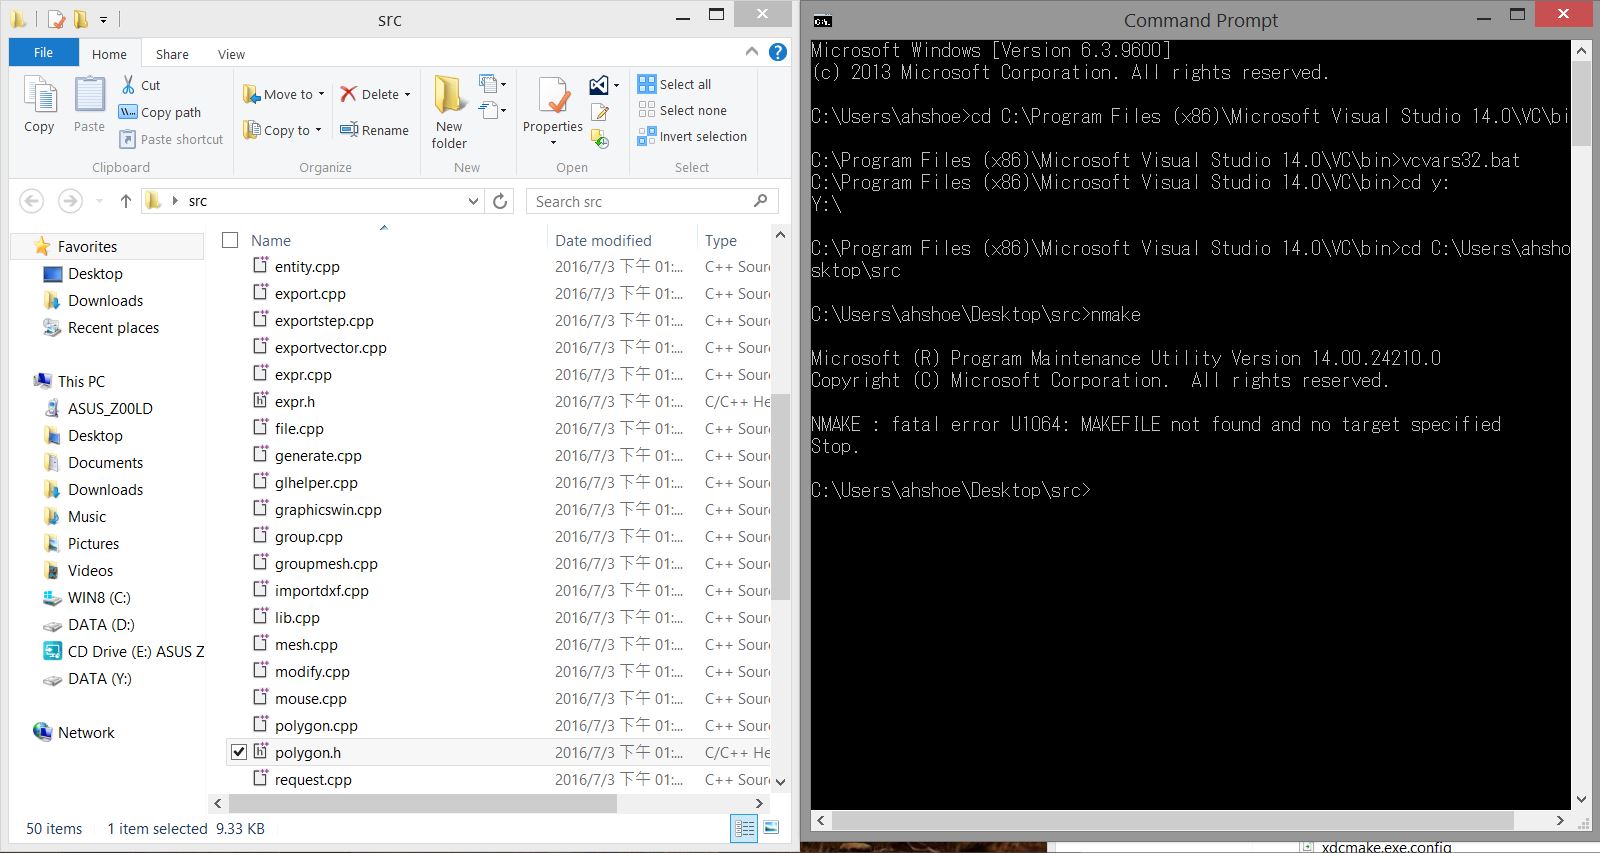 src
File
Home
Share
View
Copy
Paste
Cut
Copy path
Paste shortcut
Clipboard
Move to
Copy to
Delete
Rename
Organize
New
folder
New
Properties
Open
Select all
Select none
Invert selection
Select
src
Search src
Favorites
Desktop
Downloads
Recent places
This PC
ASUS_Z00LD
Desktop
Documents
Downloads
Music
Pictures
Videos
WIN8 (C:)
DATA (D:)
CD Drive (E:) ASUS Z
DATA (Y:)
Network
Name Date modified Type
entity.cpp 2016/7/3 下午 01:... C++ Sour
export.cpp 2016/7/3 下午 01:... C++ Sour
exportstep.cpp 2016/7/3 下午 01:... C++ Sour
exportvector.cpp 2016/7/3 下午 01:... C++ Sour
expr.cpp 2016/7/3 下午 01:... C++ Sour
expr.h 2016/7/3 下午 01:... C/C++ He
file.cpp 2016/7/3 下午 01:... C++ Sour
generate.cpp 2016/7/3 下午 01:... C++ Sour
glhelper.cpp 2016/7/3 下午 01:... C++ Sour
graphicswin.cpp 2016/7/3 下午 01:... C++ Sour
group.cpp 2016/7/3 下午 01:... C++ Sour
groupmesh.cpp 2016/7/3 下午 01:... C++ Sour
importdxf.cpp 2016/7/3 下午 01:... C++ Sour
lib.cpp 2016/7/3 下午 01:... C++ Sour
mesh.cpp 2016/7/3 下午 01:... C++ Sour
modify.cpp 2016/7/3 下午 01:... C++ Sour
mouse.cpp 2016/7/3 下午 01:... C++ Sour
polygon.cpp 2016/7/3 下午 01:... C++ Sour
polygon.h 2016/7/3 下午 01:... C/C++ He
request.cpp 2016/7/3 下午 01:... C++ Sour
50 items 1 item selected 9.33 KB
Command Prompt
Microsoft Windows [Version 6.3.9600]
(c) 2013 Microsoft Corporation. All rights reserved.
C:\Users\ahshoe>cd C:\Program Files (x86)\Microsoft Visual Studio 14.0\VC\bi
C:\Program Files (x86)\Microsoft Visual Studio 14.0\VC\bin>vcvars32.bat
C:\Program Files (x86)\Microsoft Visual Studio 14.0\VC\bin>cd y:
Y:\
C:\Program Files (x86)\Microsoft Visual Studio 14.0\VC\bin>cd C:\Users\ahsho
sktop\src
C:\Users\ahshoe\Desktop\src>nmake
Microsoft (R) Program Maintenance Utility Version 14.00.24210.0
Copyright (C) Microsoft Corporation. All rights reserved.
NMAKE : fatal error U1064: MAKEFILE not found and no target specified
Stop.
C:\Users\ahshoe\Desktop\src>
xdcmake.exe.config